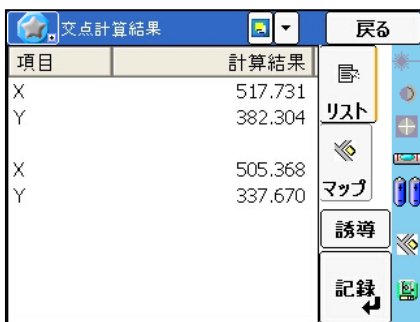 交点計算結果
戻る
項目 計算結果
X 517.731
Y 382.304
X 505.368
Y 337.670
リスト
マップ
誘導
記録